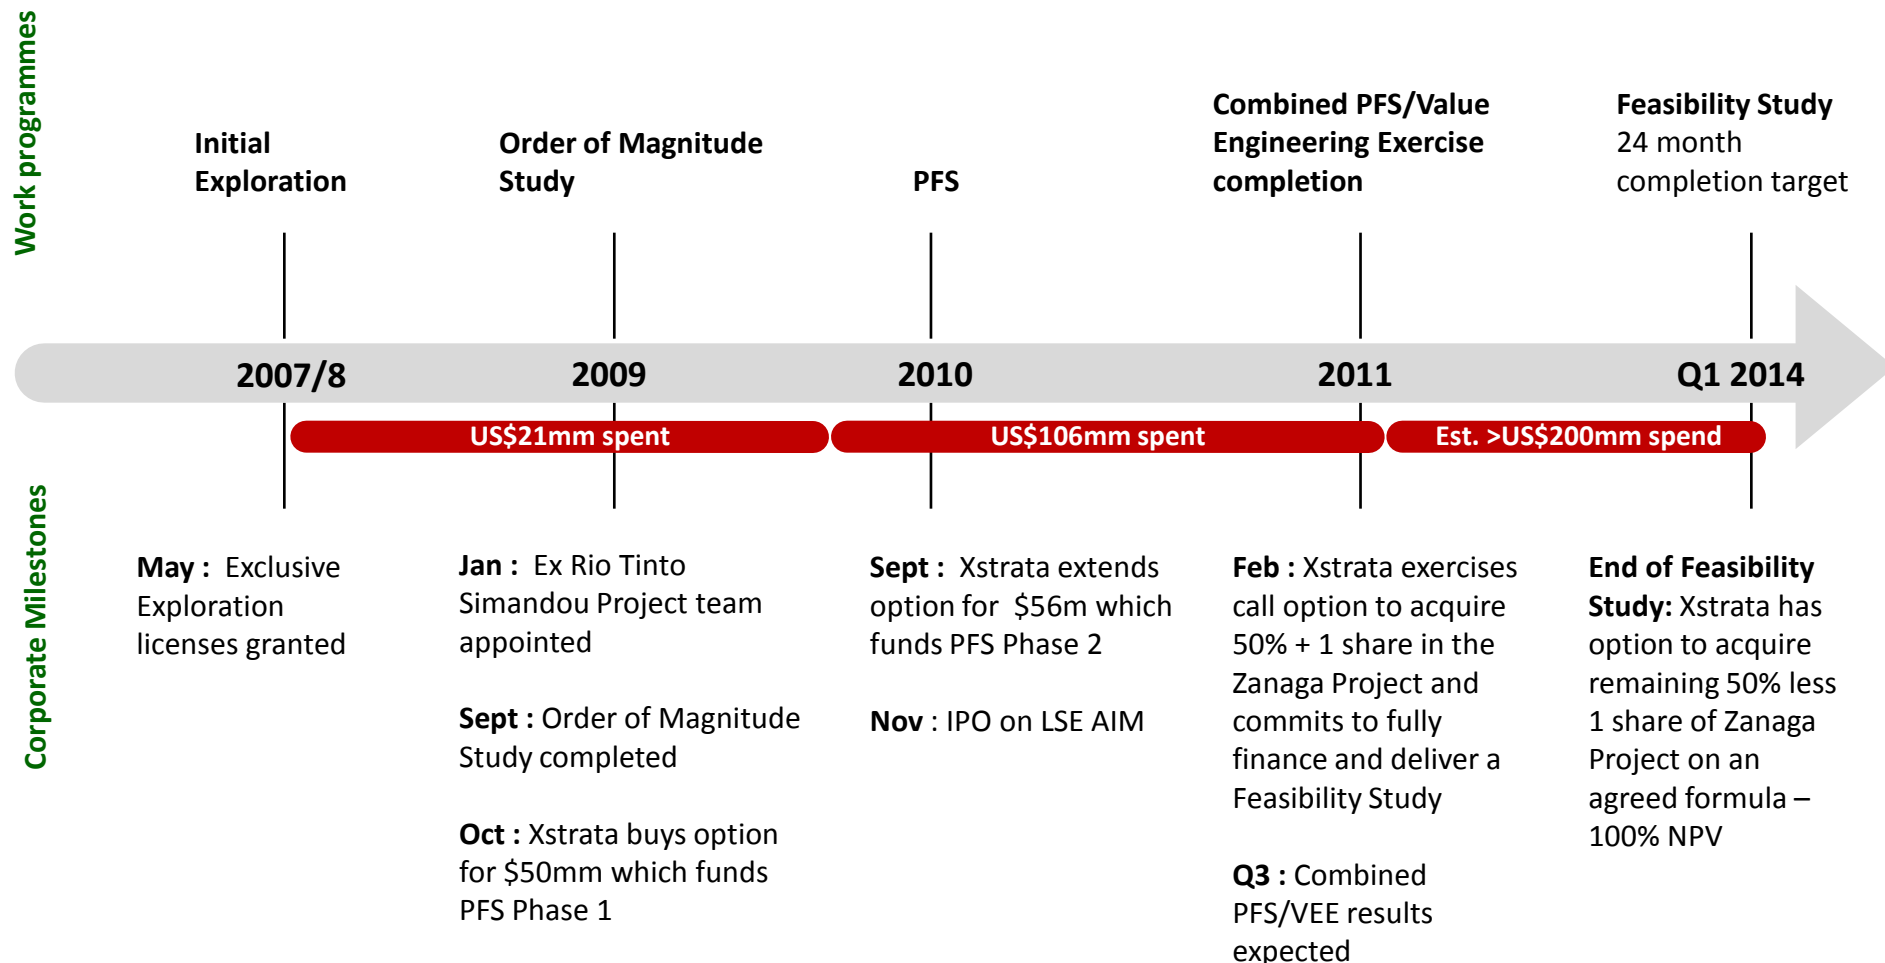 Work programmes
Initial
Exploration
Order of Magnitude
Study
PFS
Combined PFS/Value
Engineering Exercise
completion
Feasibility Study
24 month
completion target
2007/8
2009
2010
2011
Q1 2014
US$21mm spent
US$106mm spent
Est. >US$200mm spend
Corporate Milestones
May :  Exclusive
Exploration
licenses granted
Jan :  Ex Rio Tinto
Simandou Project team
appointed
Sept : Order of Magnitude
Study completed
Oct : Xstrata buys option
for $50mm which funds
PFS Phase 1
Sept :  Xstrata extends
option for  $56m which
funds PFS Phase 2
Nov : IPO on LSE AIM
Feb : Xstrata exercises
call option to acquire
50% + 1 share in the
Zanaga Project and
commits to fully
finance and deliver a
Feasibility Study
Q3 : Combined
PFS/VEE results
expected
End of Feasibility
Study: Xstrata has
option to acquire
remaining 50% less
1 share of Zanaga
Project on an
agreed formula –
100% NPV